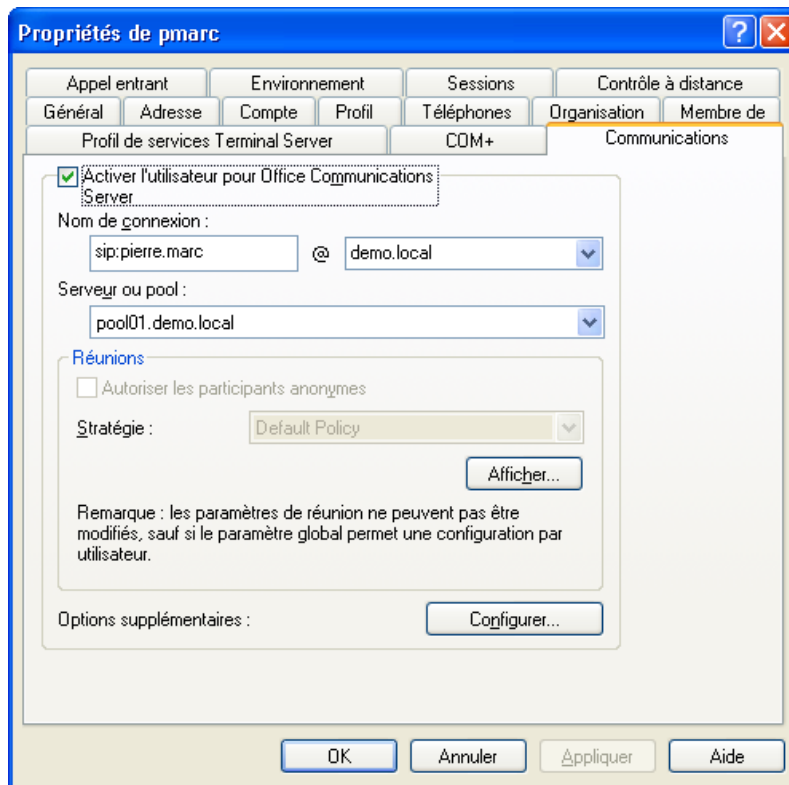 Propriétés de pmarc
Appel entrant Environnement Sessions Contrôle à distance
Général Adresse Compte Profil Téléphones Organisation Membre de
Profil de services Terminal Server COM+ Communications
Activer l'utilisateur pour Office Communications
Server
Nom de connexion :
sip:pierre.marc @ demo.local
Serveur ou pool :
pool01.demo.local
Réunions
Autoriser les participants anonymes
Stratégie : Default Policy
Afficher...
Remarque : les paramètres de réunion ne peuvent pas être
modifiés, sauf si le paramètre global permet une configuration par
utilisateur.
Options supplémentaires : Configurer...
OK Annuler Appliquer Aide